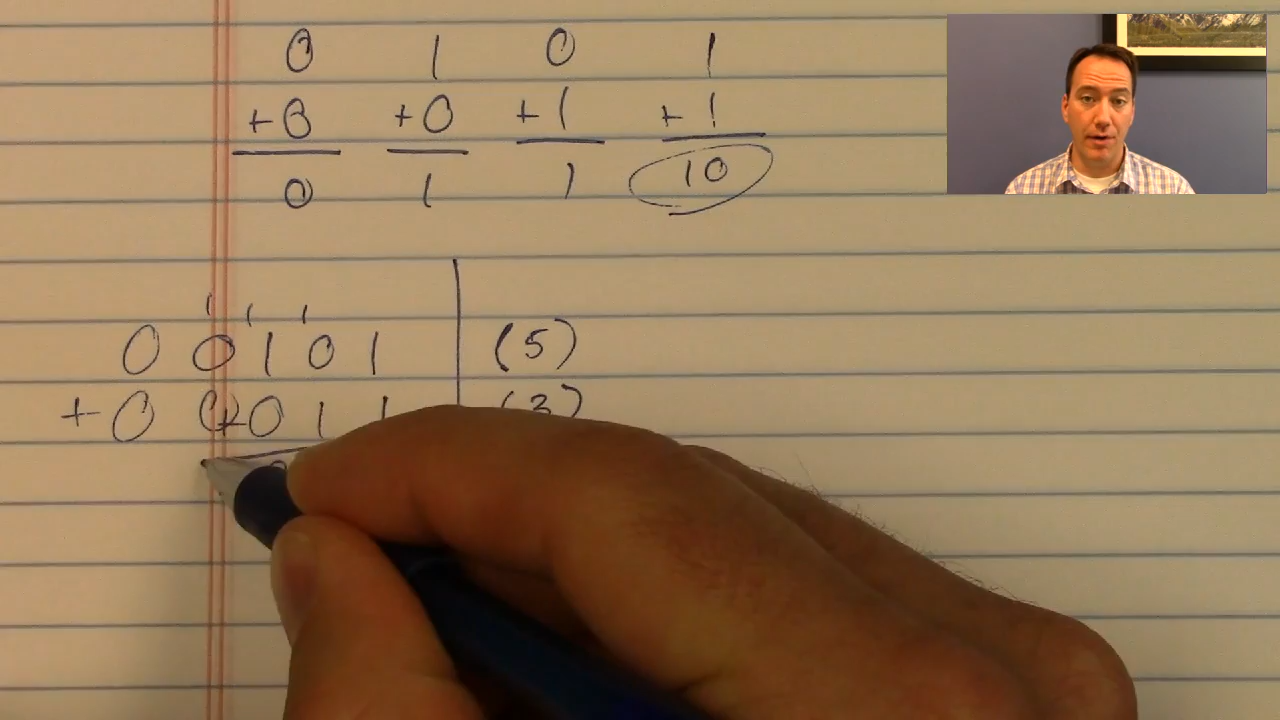 0 1 0 1
+0 +0 +1 +1
0 1 1 10
1 1 1
0 0 1 0 1 (5)
+0 0 +0 1 1 (3)